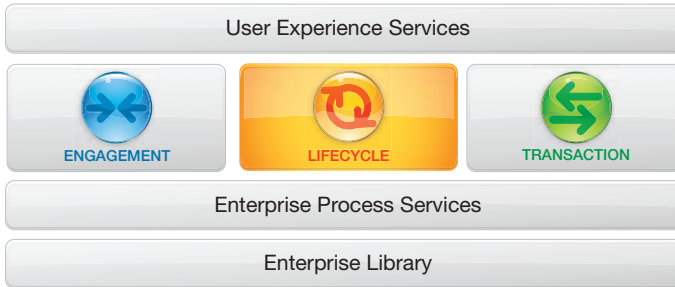 User Experience Services
ENGAGEMENT
LIFECYCLE
TRANSACTION
Enterprise Process Services
Enterprise Library